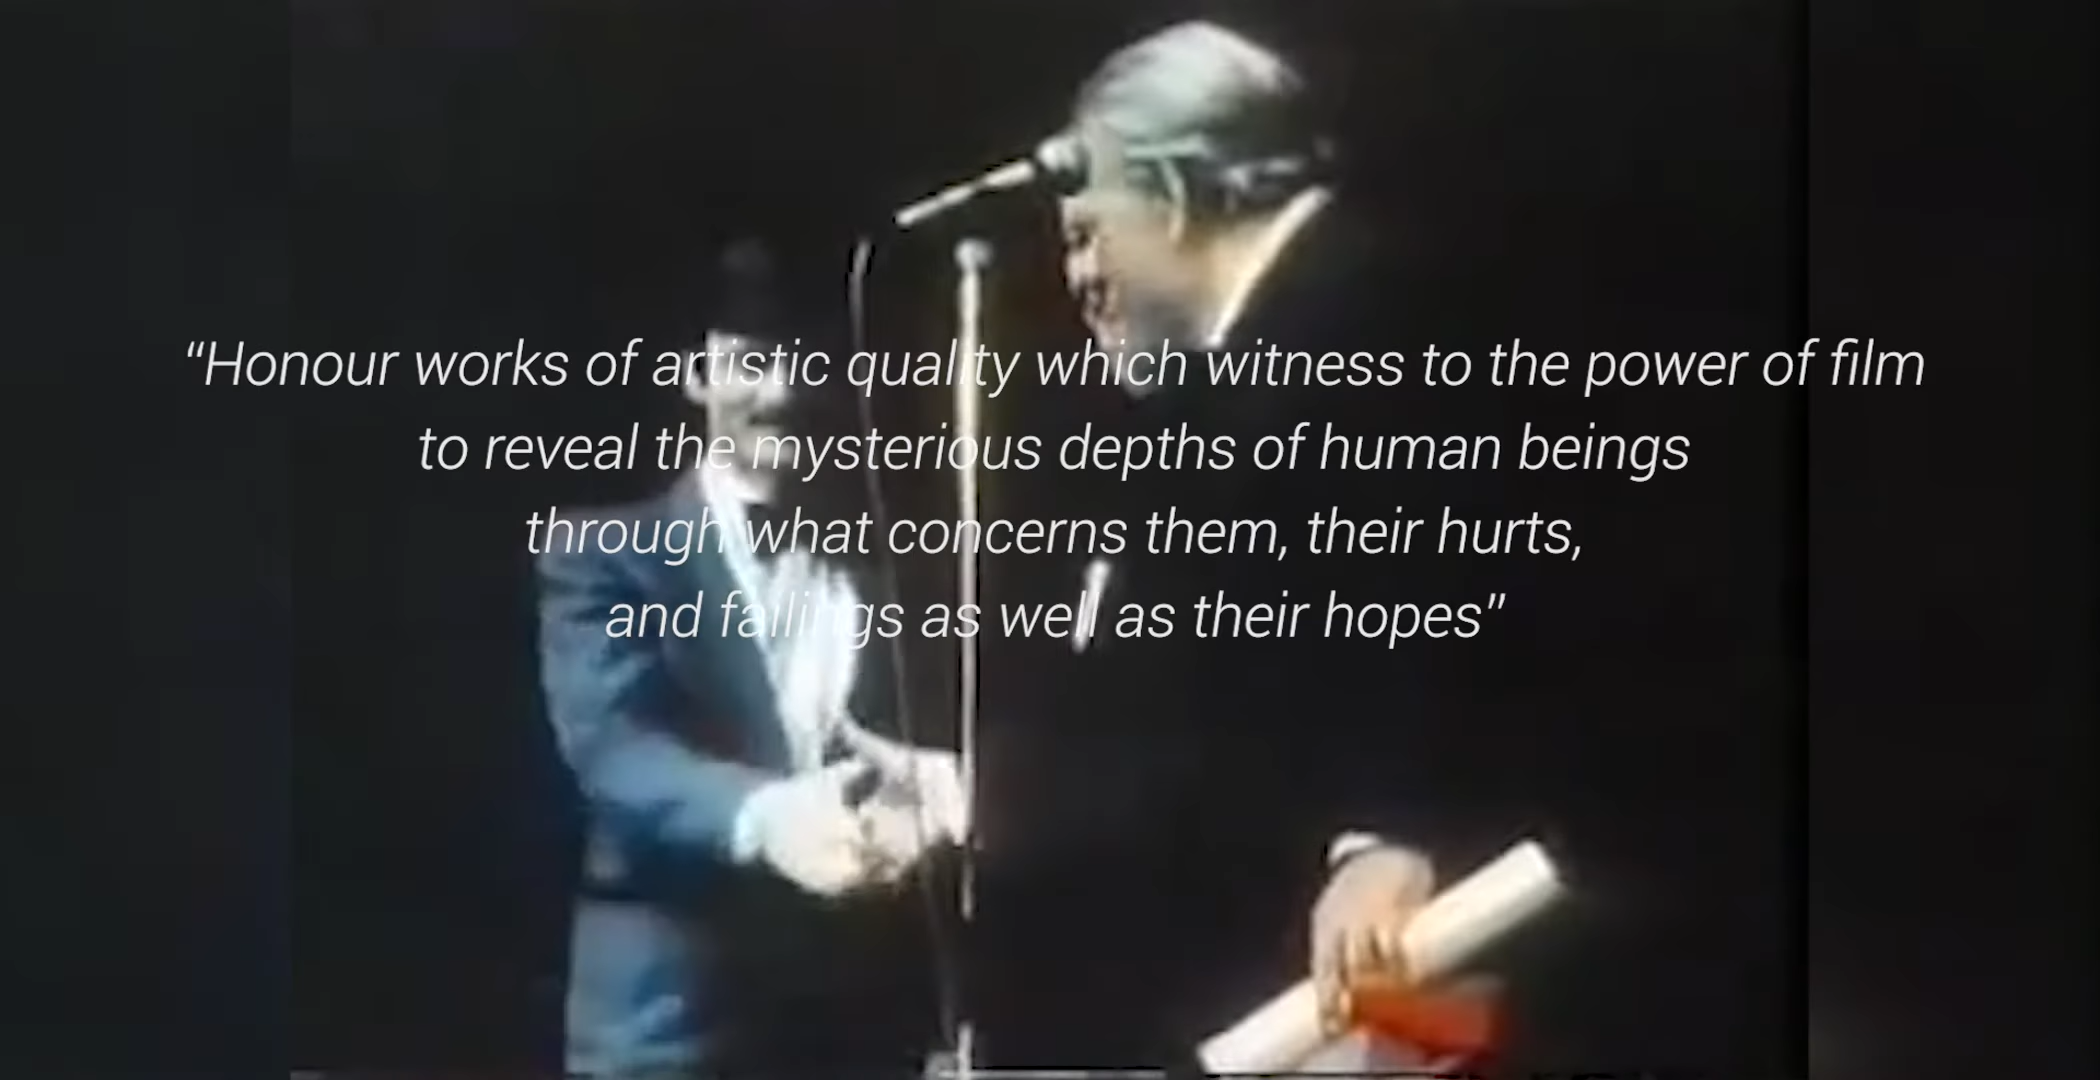 “Honour works of artistic quality which witness to the power of film
to reveal the mysterious depths of human beings
through what concerns them, their hurts,
and failings as well as their hopes”